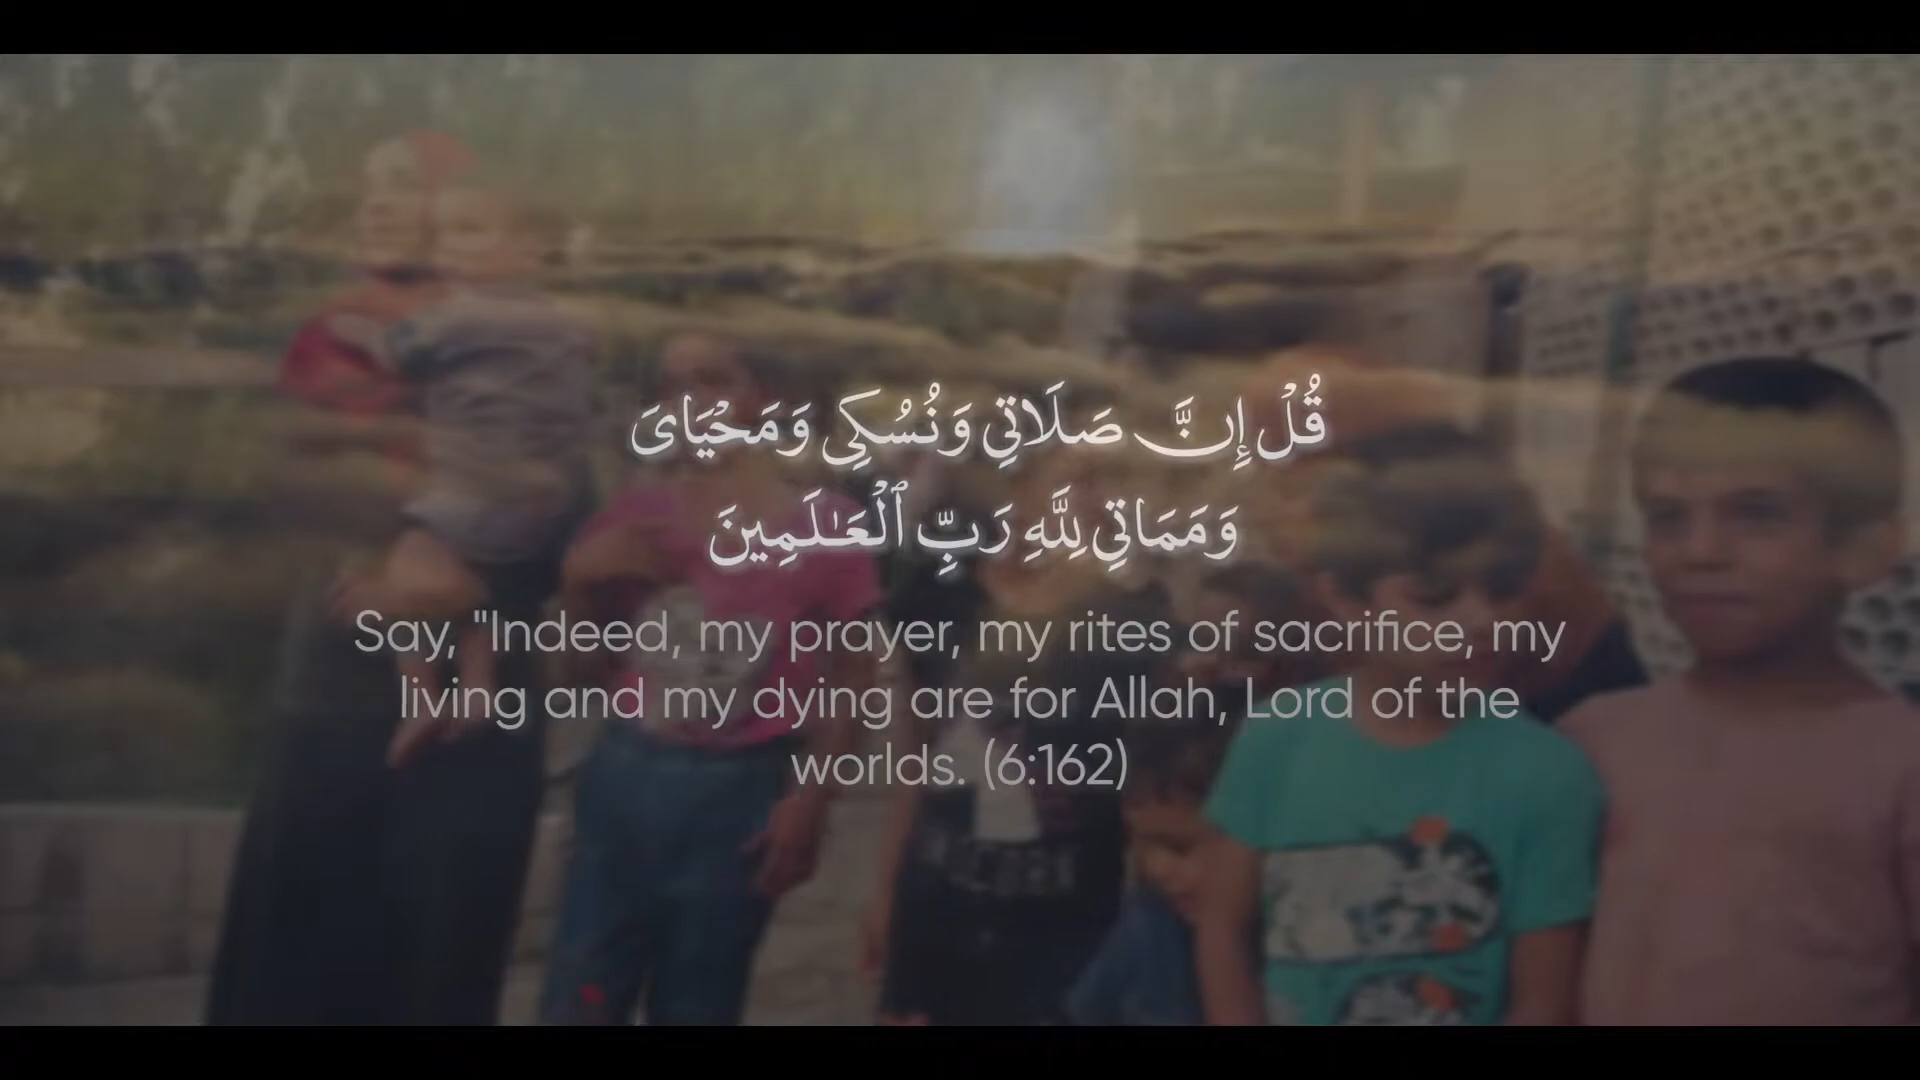 قُلْ إِنَّ صَلَاتِي وَنُسُكِي وَمَحْيَايَ
وَمَمَاتِي لِلَّهِ رَبِّ ٱلْعَـٰلَمِينَ
Say, "Indeed, my prayer, my rites of sacrifice, my
living and my dying are for Allah, Lord of the
worlds. (6:162)